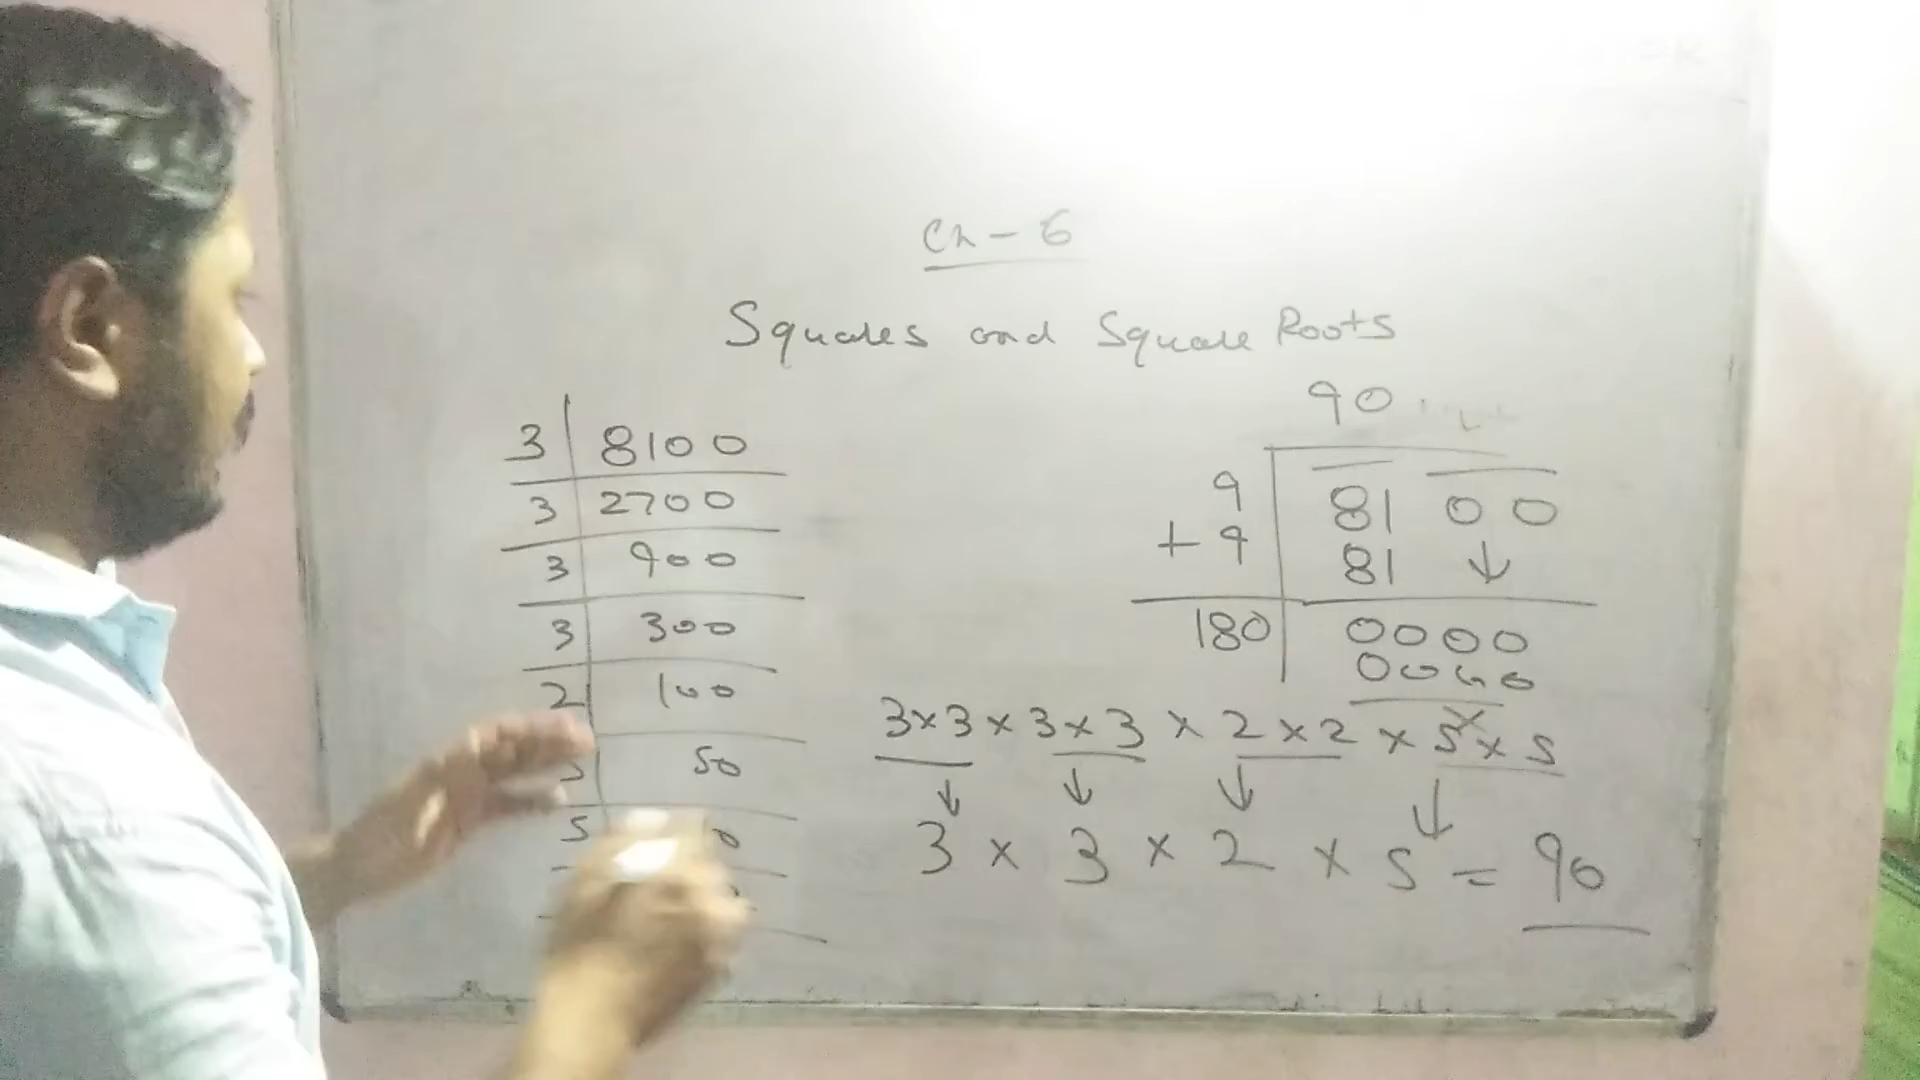 Ch - 6
Squares and Square Roots
3 | 8100
3 | 2700
3 | 900
3 | 300
2 | 100
50
5
90
9 | 81 00
+ 9 | 81 ↓
180 | 0000
0000
3 × 3 × 3 × 3 × 2 × 2 × 5 × 5
↓ ↓ ↓ ↓
3 × 3 × 2 × 5 = 90